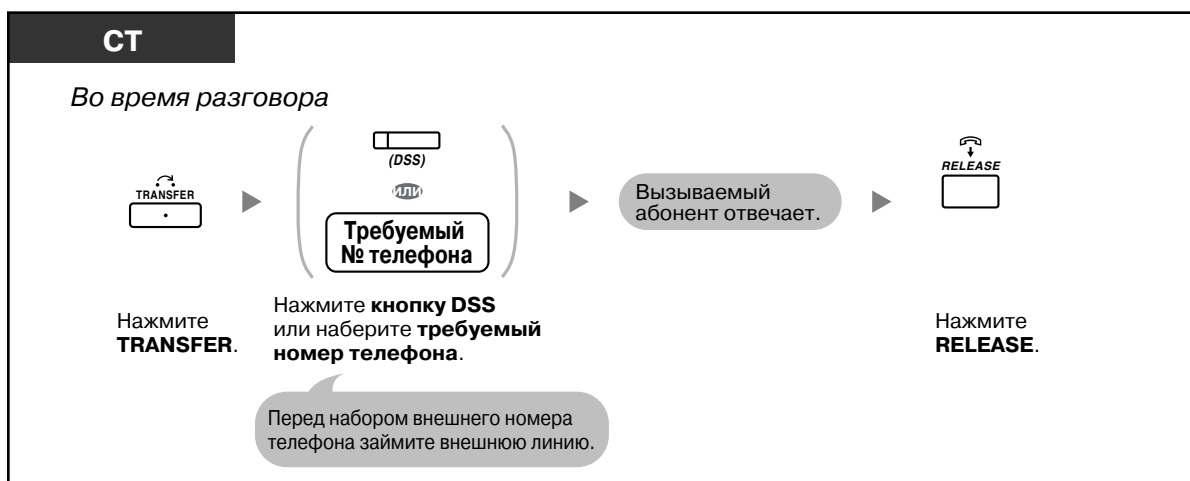 СТ
Во время разговора
TRANSFER
(DSS)
или
Требуемый
№ телефона
Вызываемый
абонент отвечает.
RELEASE
Нажмите
TRANSFER.
Нажмите кнопку DSS
или наберите требуемый
номер телефона.
Нажмите
RELEASE.
Перед набором внешнего номера
телефона займите внешнюю линию.